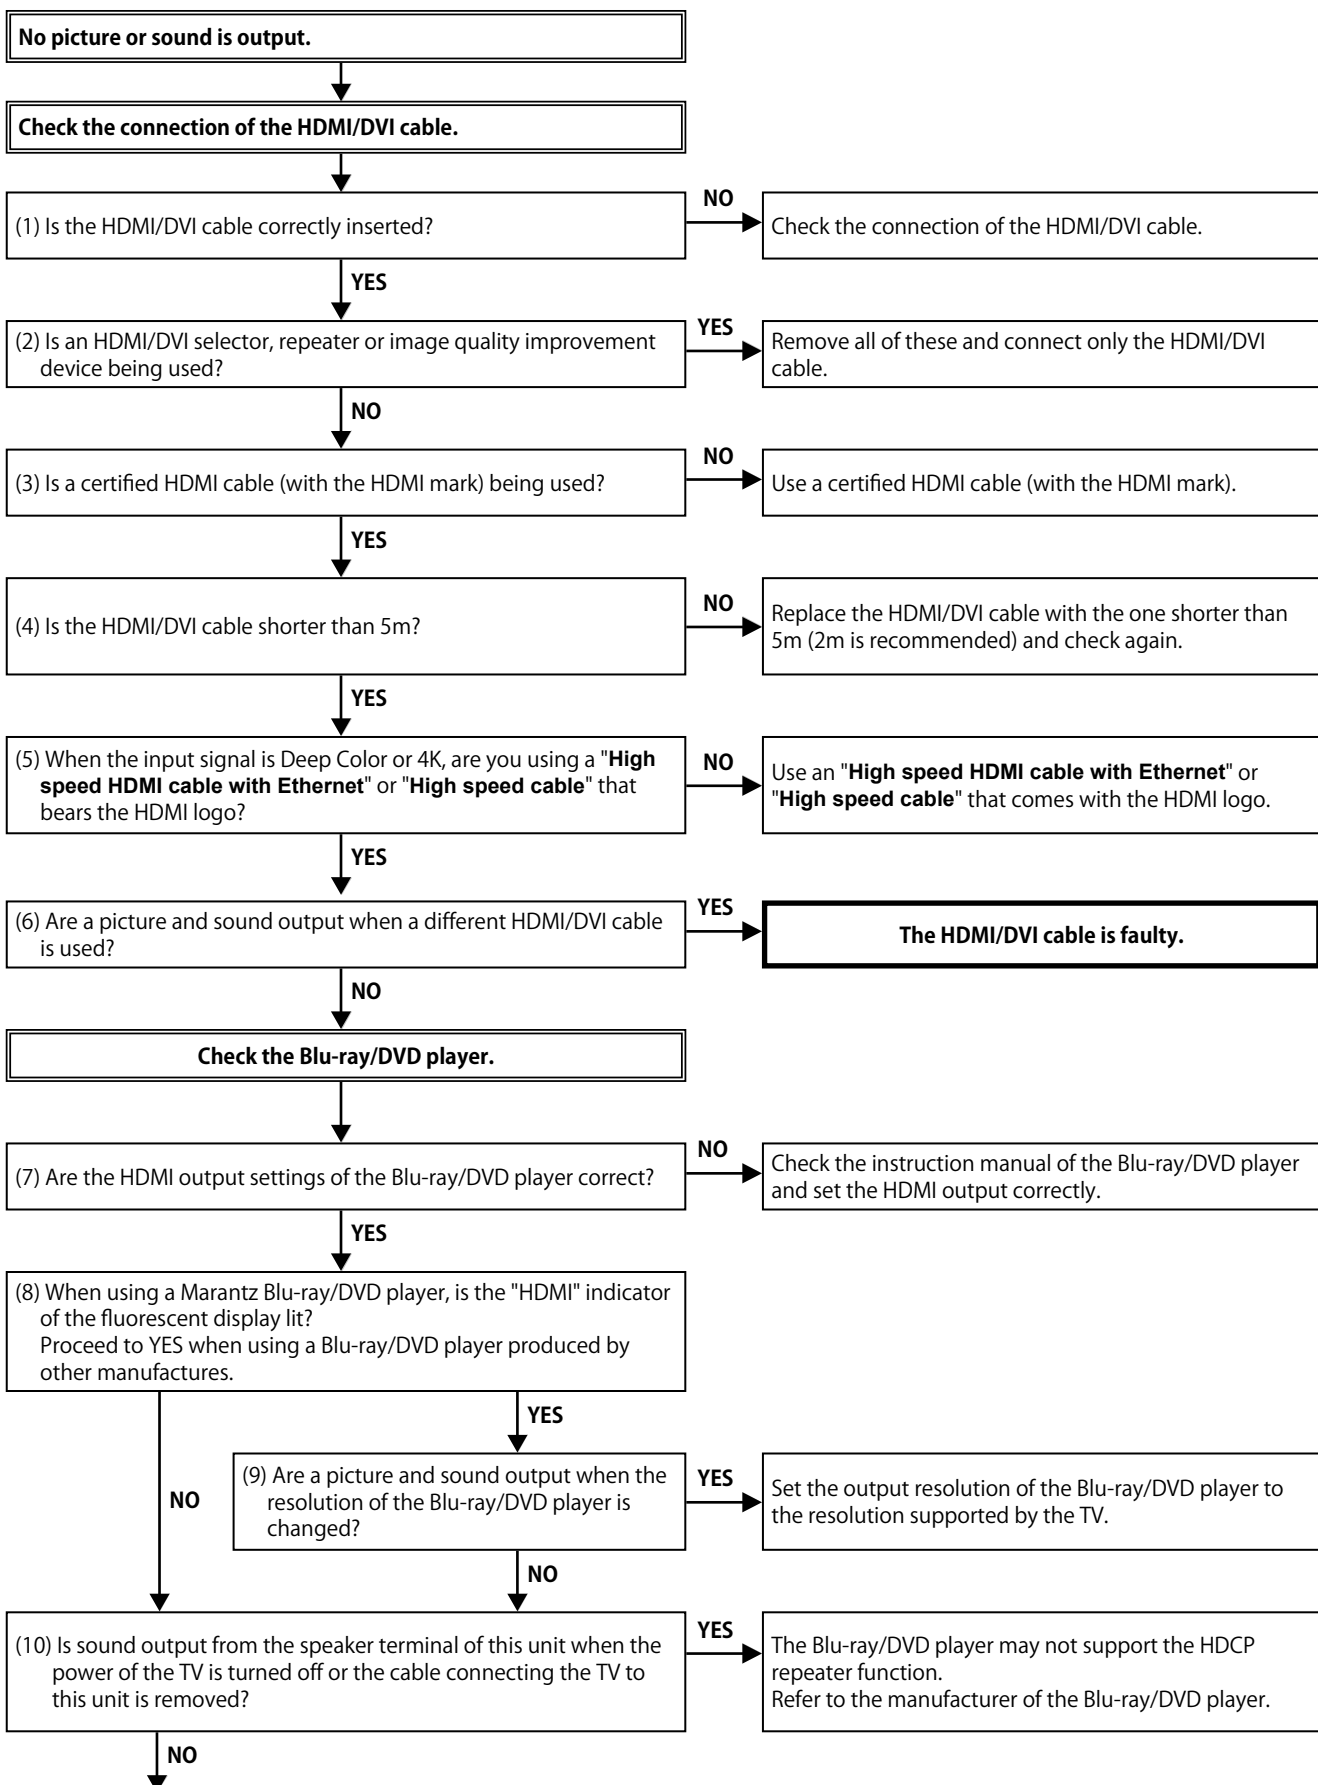 No picture or sound is output.
Check the connection of the HDMI/DVI cable.
(1) Is the HDMI/DVI cable correctly inserted?
NO
Check the connection of the HDMI/DVI cable.
YES
(2) Is an HDMI/DVI selector, repeater or image quality improvement
device being used?
YES
Remove all of these and connect only the HDMI/DVI
cable.
NO
(3) Is a certified HDMI cable (with the HDMI mark) being used?
NO
Use a certified HDMI cable (with the HDMI mark).
YES
(4) Is the HDMI/DVI cable shorter than 5m?
NO
Replace the HDMI/DVI cable with the one shorter than
5m (2m is recommended) and check again.
YES
(5) When the input signal is Deep Color or 4K, are you using a "High
speed HDMI cable with Ethernet" or "High speed cable" that
bears the HDMI logo?
NO
Use an "High speed HDMI cable with Ethernet" or
"High speed cable" that comes with the HDMI logo.
YES
(6) Are a picture and sound output when a different HDMI/DVI cable
is used?
YES
The HDMI/DVI cable is faulty.
NO
Check the Blu-ray/DVD player.
(7) Are the HDMI output settings of the Blu-ray/DVD player correct?
NO
Check the instruction manual of the Blu-ray/DVD player
and set the HDMI output correctly.
YES
(8) When using a Marantz Blu-ray/DVD player, is the "HDMI" indicator
of the fluorescent display lit?
Proceed to YES when using a Blu-ray/DVD player produced by
other manufactures.
YES
NO
(9) Are a picture and sound output when the
resolution of the Blu-ray/DVD player is
changed?
YES
Set the output resolution of the Blu-ray/DVD player to
the resolution supported by the TV.
NO
(10) Is sound output from the speaker terminal of this unit when the
power of the TV is turned off or the cable connecting the TV to
this unit is removed?
YES
The Blu-ray/DVD player may not support the HDCP
repeater function.
Refer to the manufacturer of the Blu-ray/DVD player.
NO